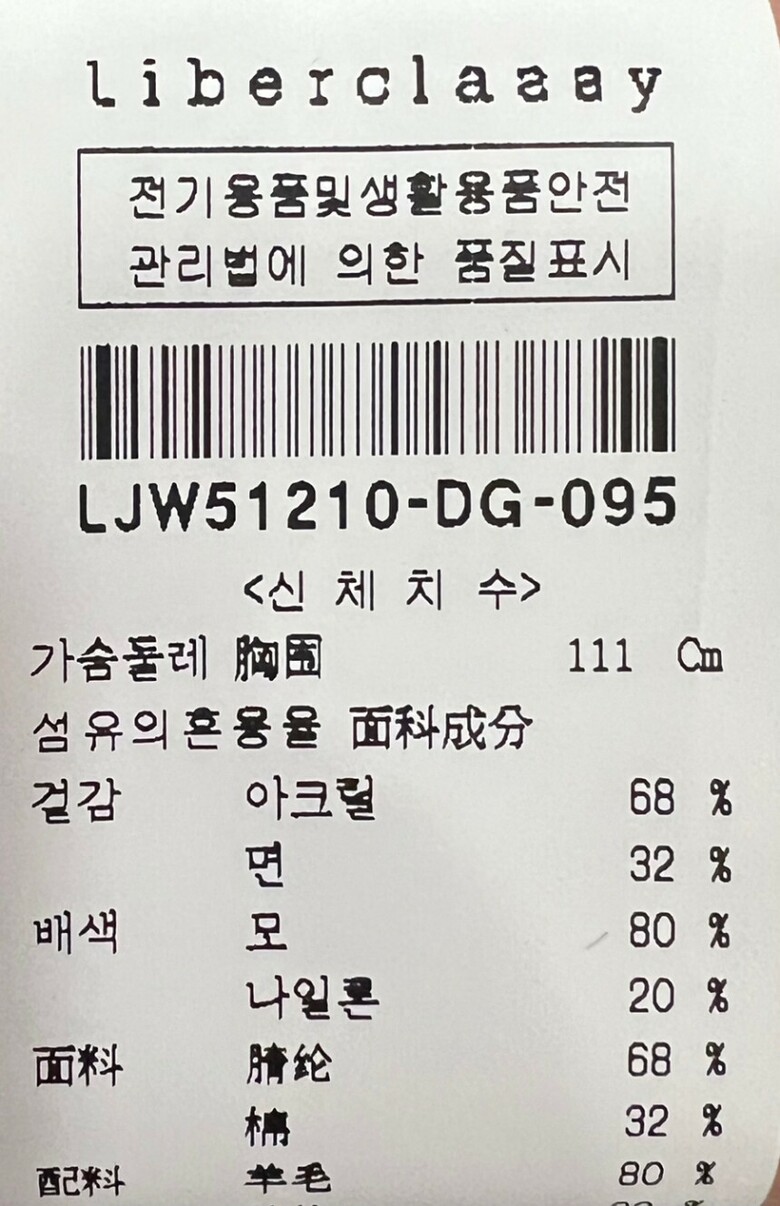 Liberclaaay
전기용품및생활용품안전
관리법에 의한 품질표시
LJW51210-DG-095
<신 체 치 수>
가슴둘레 胸围 111 Cm
섬유의혼용율 面科成分
겉감 아크릴 68 %
면 32 %
배색 모 80 %
나일론 20 %
面料 腈纶 68 %
棉 32 %
配料 羊毛 80 %